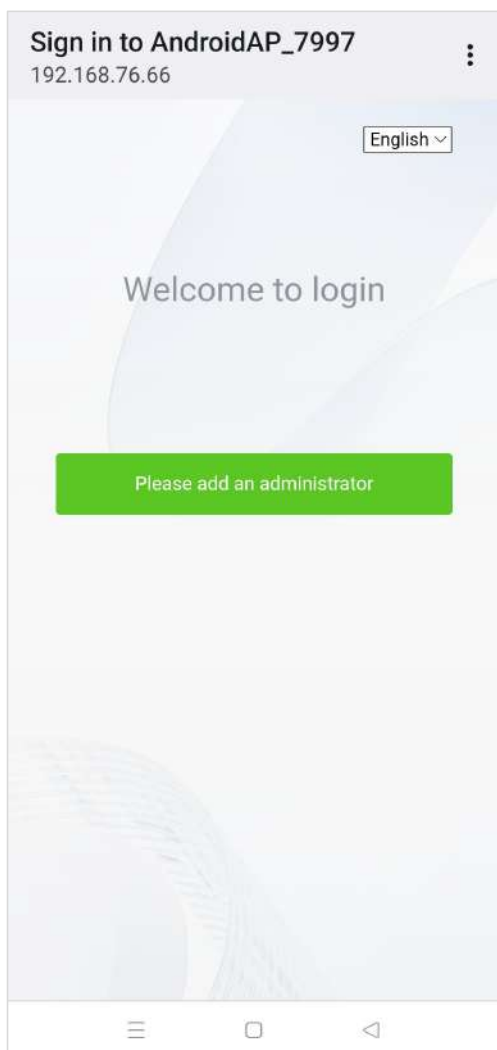 Sign in to AndroidAP_7997
192.168.76.66
English
Welcome to login
Please add an administrator